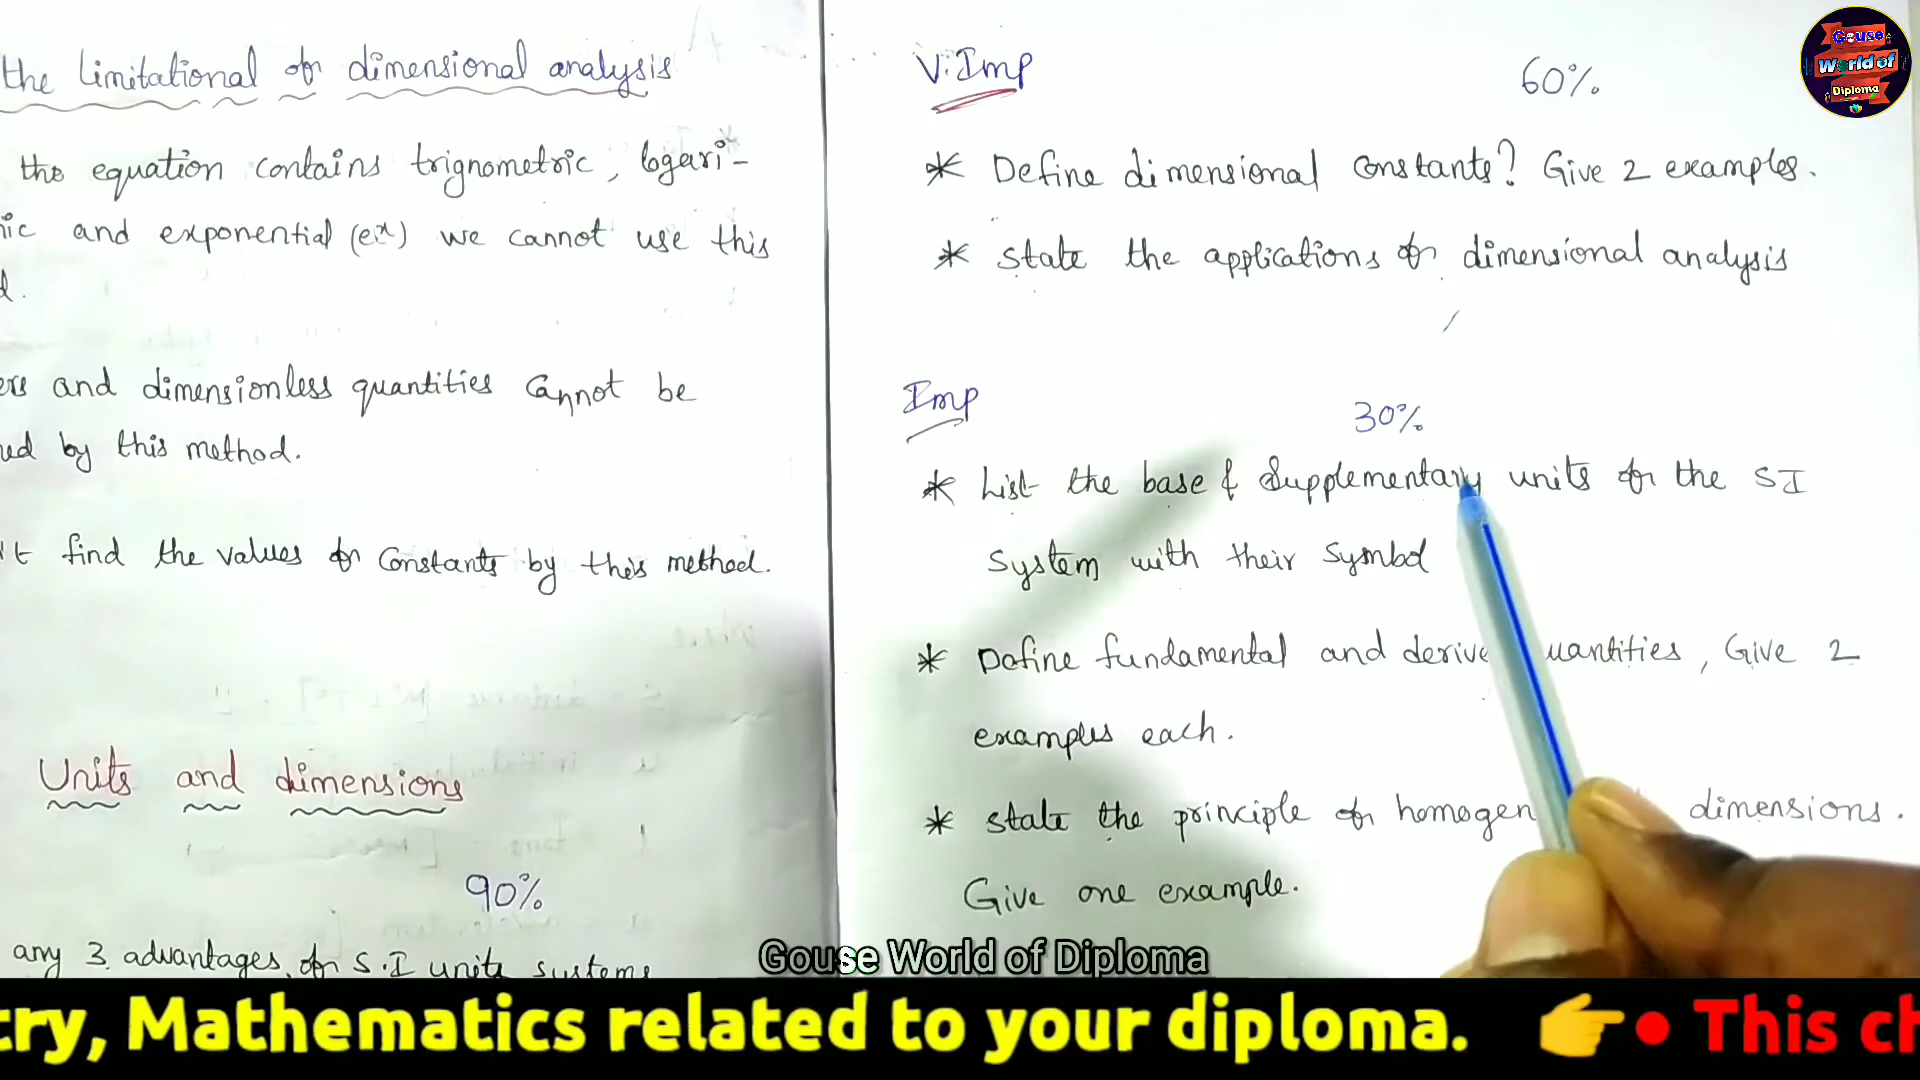 the limitational of dimensional analysis
the equation contains trignometric, logari-
ic and exponential (ex) we cannot use this
and dimensionless quantities cannot be
by this method.
find the values of constants by this method.
Units and dimensions
90%
any 3 advantages of S.I units systems
V.Imp
60%
* Define dimensional constants? Give 2 examples.
* state the applications of dimensional analysis
Imp
30%
* List the base & Supplementary units of the SI
system with their symbol
* Define fundamental and derive uantities, Give 2
examples each.
* state the principle of homogen dimensions.
Give one example.
Gouse World of Diploma
Gouse World of Diploma
try, Mathematics related to your diploma. 👉 ● This ch